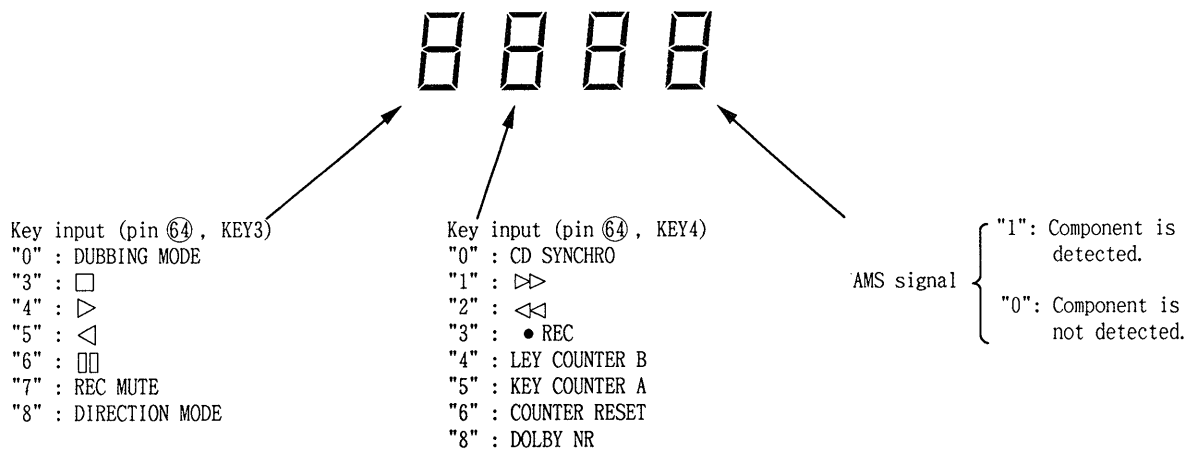 8888
Key input (pin 64, KEY3)
"0" : DUBBING MODE
"3" : □
"4" : ▷
"5" : ◁
"6" : ▯▯
"7" : REC MUTE
"8" : DIRECTION MODE
Key input (pin 64, KEY4)
"0" : CD SYNCHRO
"1" : ▷▷
"2" : ◁◁
"3" : ● REC
"4" : LEY COUNTER B
"5" : KEY COUNTER A
"6" : COUNTER RESET
"8" : DOLBY NR
AMS signal
"1": Component is
detected.
"0": Component is
not detected.